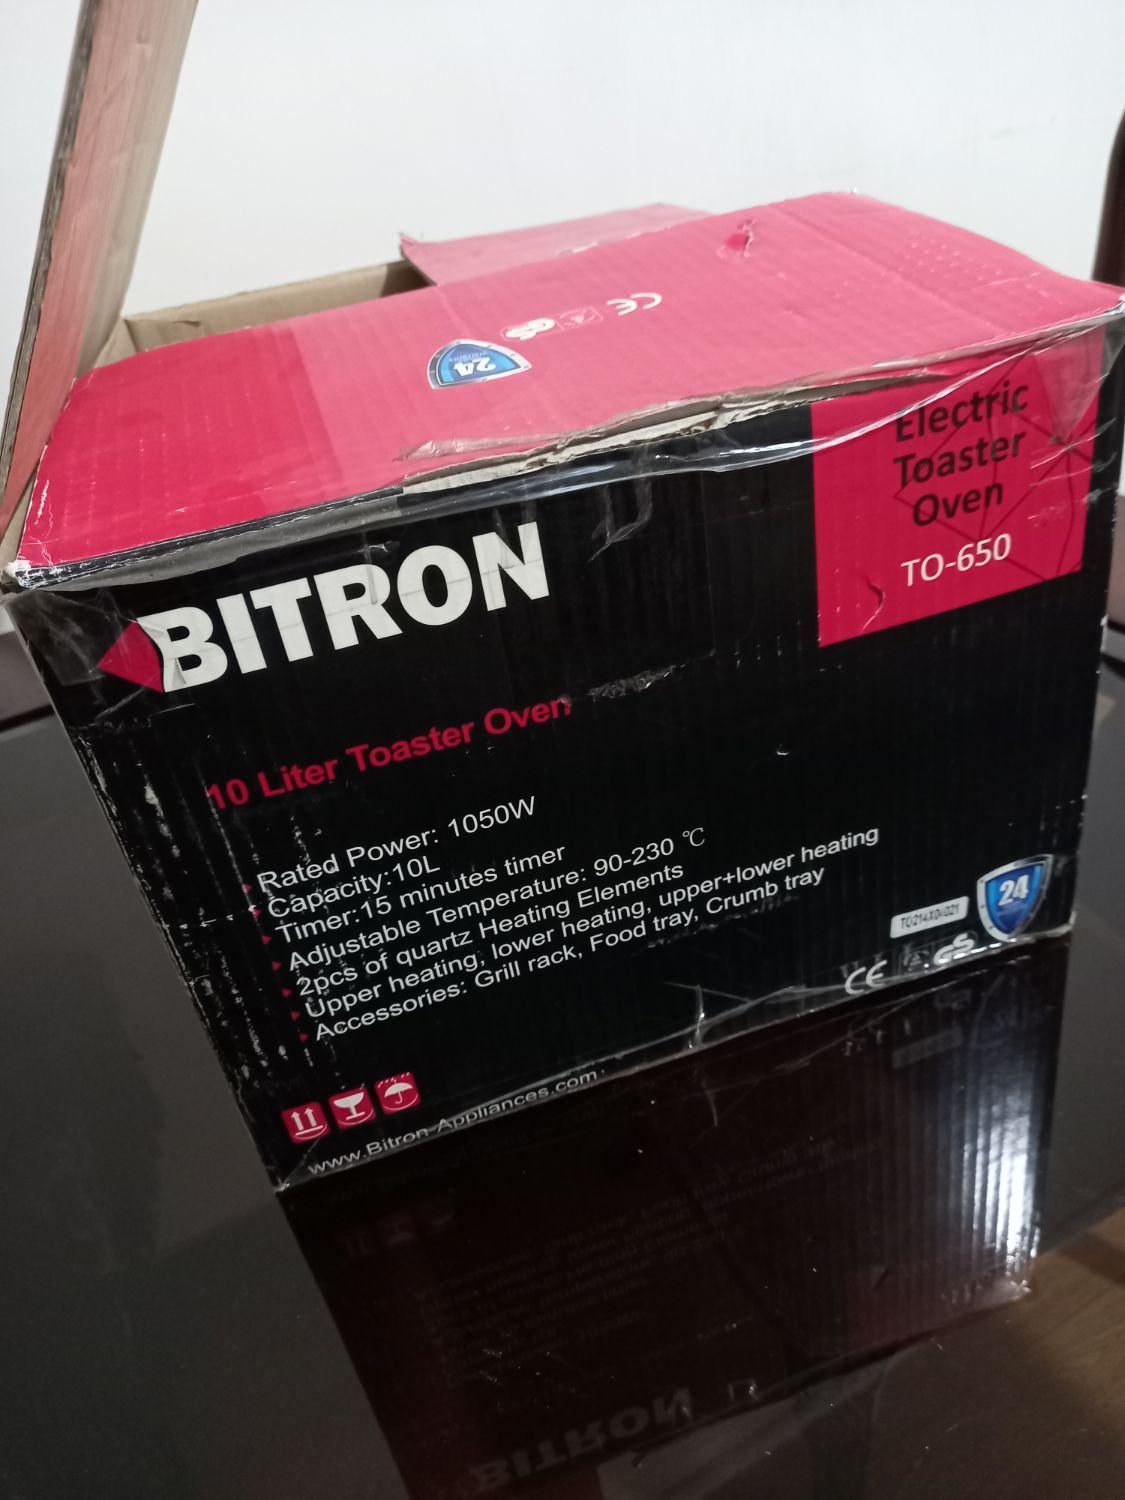 24
CE
GS
Electric
Toaster
Oven
TO-650
BITRON
10 Liter Toaster Oven
Rated Power: 1050W
Capacity:10L
Timer:15 minutes timer
Adjustable Temperature: 90-230 ℃
2pcs of quartz Heating Elements
Upper heating, lower heating, upper+lower heating
Accessories: Grill rack, Food tray, Crumb tray
24
CE
GS
www.Bitron-Appliances.com